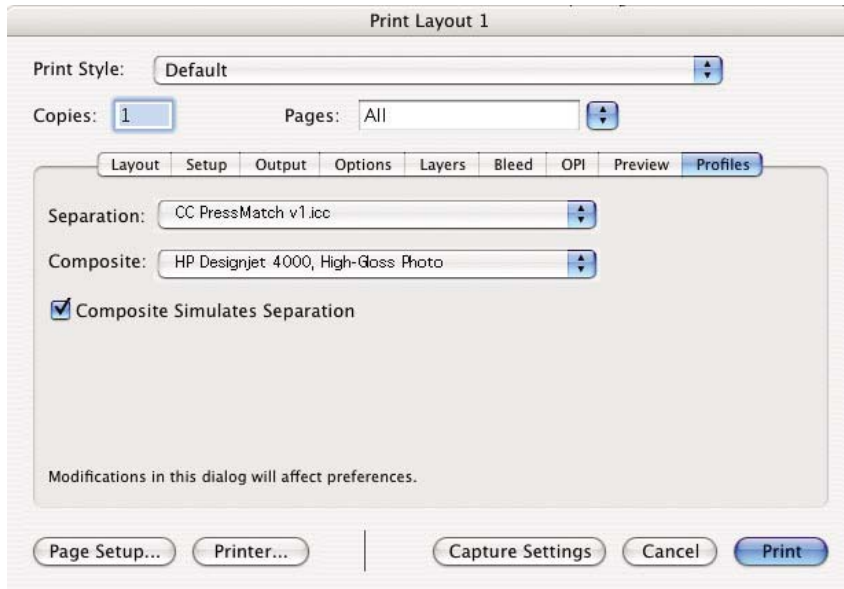 Print Layout 1
Print Style: Default
Copies: 1 Pages: All
Layout Setup Output Options Layers Bleed OPI Preview Profiles
Separation: CC PressMatch v1.icc
Composite: HP Designjet 4000, High-Gloss Photo
Composite Simulates Separation
Modifications in this dialog will affect preferences.
Page Setup... Printer... Capture Settings Cancel Print